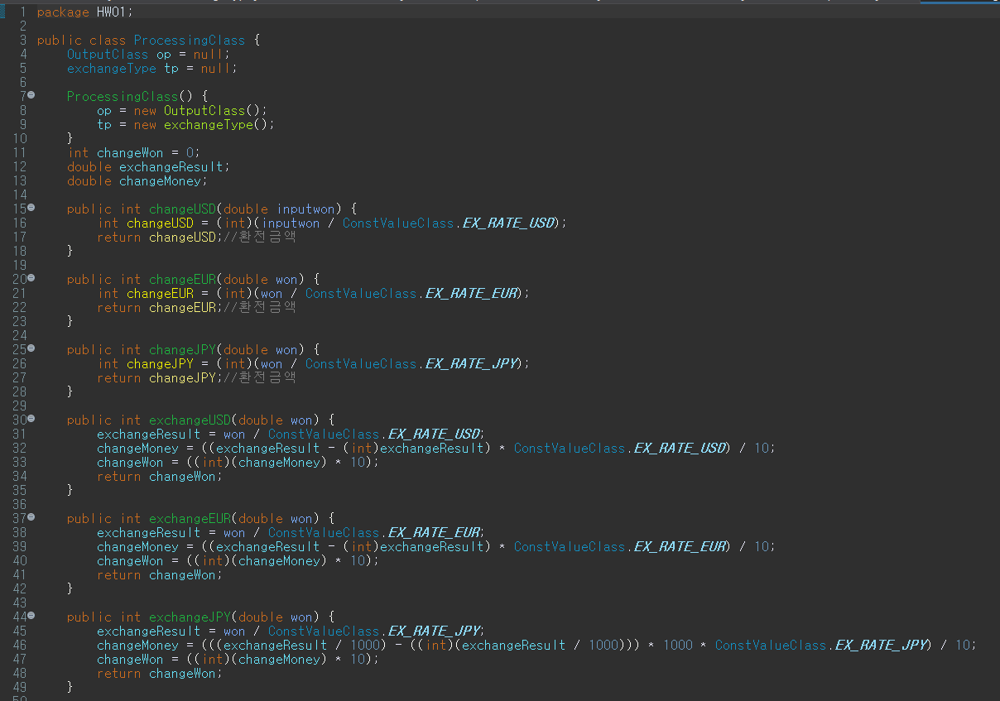 1 package HW01;
2
3 public class ProcessingClass {
4 OutputClass op = null;
5 exchangeType tp = null;
6
7 ProcessingClass() {
8 op = new OutputClass();
9 tp = new exchangeType();
10 }
11 int changeWon = 0;
12 double exchangeResult;
13 double changeMoney;
14
15 public int changeUSD(double inputwon) {
16 int changeUSD = (int)(inputwon / ConstValueClass.EX_RATE_USD);
17 return changeUSD;//환전금액
18 }
19
20 public int changeEUR(double won) {
21 int changeEUR = (int)(won / ConstValueClass.EX_RATE_EUR);
22 return changeEUR;//환전금액
23 }
24
25 public int changeJPY(double won) {
26 int changeJPY = (int)(won / ConstValueClass.EX_RATE_JPY);
27 return changeJPY;//환전금액
28 }
29
30 public int exchangeUSD(double won) {
31 exchangeResult = won / ConstValueClass.EX_RATE_USD;
32 changeMoney = ((exchangeResult - (int)exchangeResult) * ConstValueClass.EX_RATE_USD) / 10;
33 changeWon = ((int)(changeMoney) * 10);
34 return changeWon;
35 }
36
37 public int exchangeEUR(double won) {
38 exchangeResult = won / ConstValueClass.EX_RATE_EUR;
39 changeMoney = ((exchangeResult - (int)exchangeResult) * ConstValueClass.EX_RATE_EUR) / 10;
40 changeWon = ((int)(changeMoney) * 10);
41 return changeWon;
42 }
43
44 public int exchangeJPY(double won) {
45 exchangeResult = won / ConstValueClass.EX_RATE_JPY;
46 changeMoney = (((exchangeResult / 1000) - ((int)(exchangeResult / 1000))) * 1000 * ConstValueClass.EX_RATE_JPY) / 10;
47 changeWon = ((int)(changeMoney) * 10);
48 return changeWon;
49 }